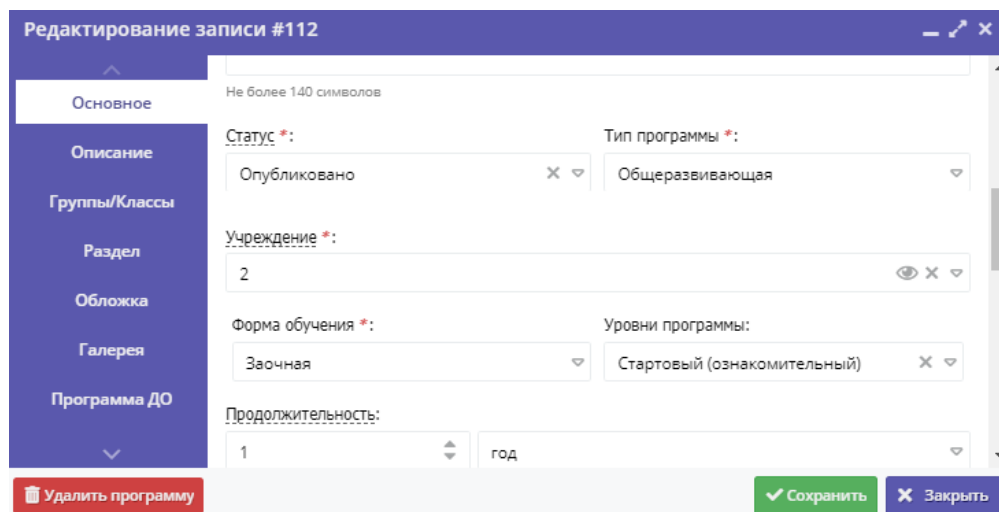 Редактирование записи #112
Основное
Описание
Группы/Классы
Раздел
Обложка
Галерея
Программа ДО
Не более 140 символов
Статус *: Тип программы *:
Опубликовано Общеразвивающая
Учреждение *:
2
Форма обучения *: Уровни программы:
Заочная Стартовый (ознакомительный)
Продолжительность:
1 год
Удалить программу Сохранить Закрыть